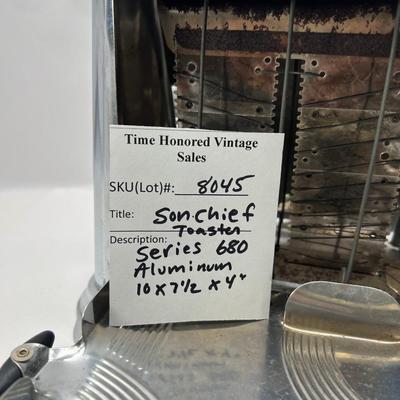 Time Honored Vintage
Sales
SKU(Lot)#: 8045
Title: Son-chief
Toaster
Description:
Series 680
Aluminum
10 x 7 1/2 x 4"